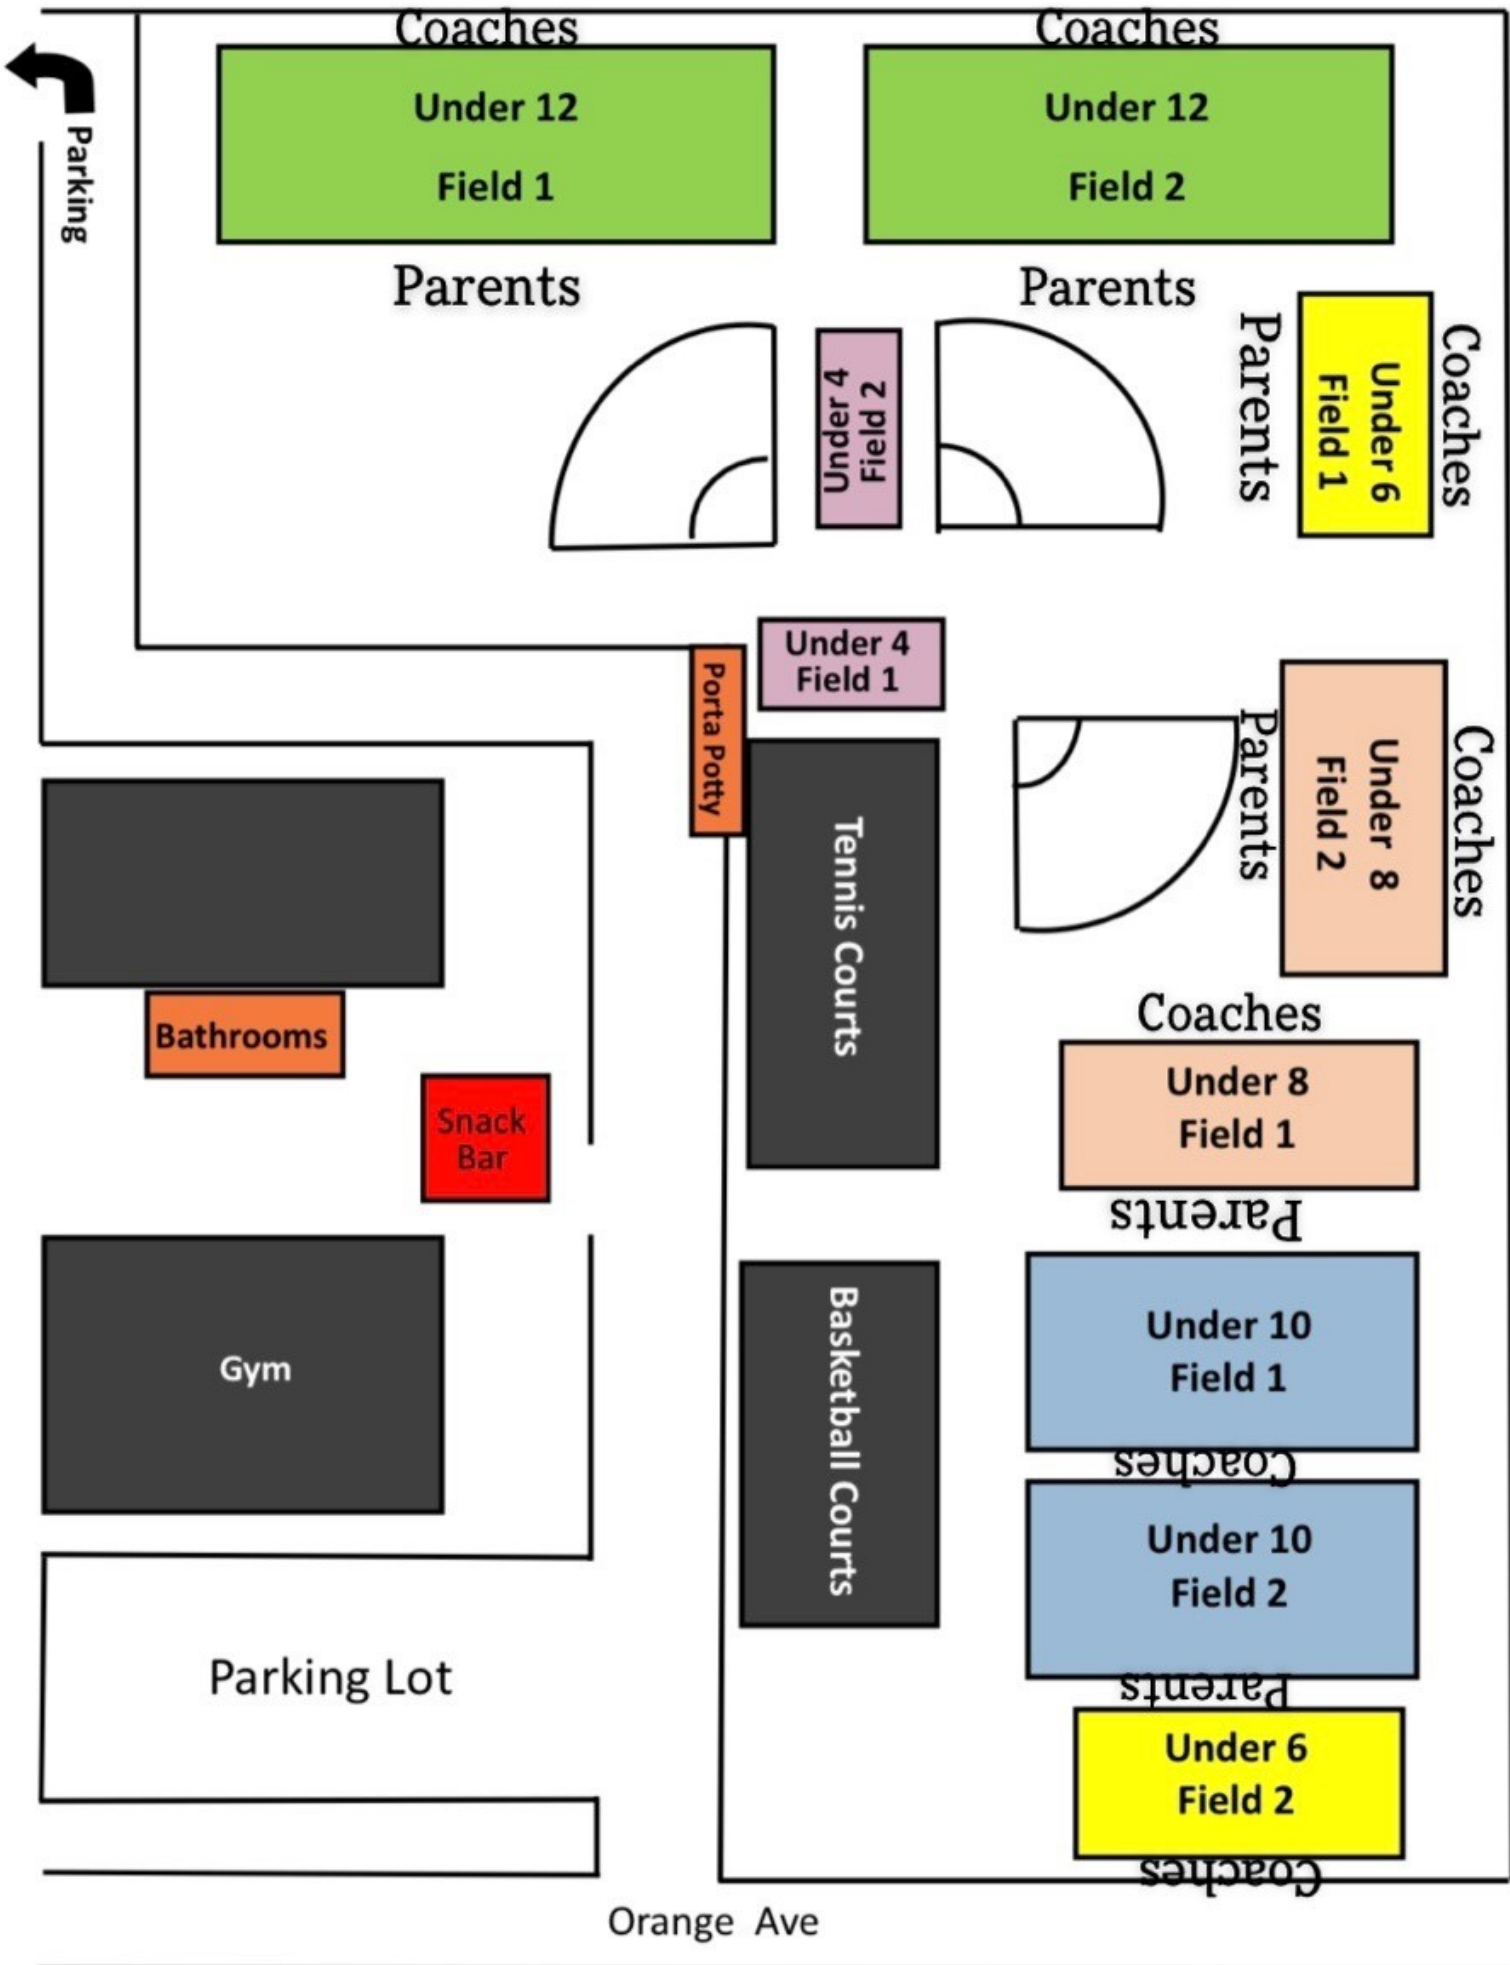 Coaches
Coaches
Under 12
Field 1
Under 12
Field 2
Parking
Parents
Parents
Under 4
Field 2
Parents
Under 6
Field 1
Coaches
Under 4
Field 1
Porta Potty
Tennis Courts
Parents
Under 8
Field 2
Coaches
Bathrooms
Snack
Bar
Coaches
Under 8
Field 1
Parents
Gym
Basketball Courts
Under 10
Field 1
Coaches
Under 10
Field 2
Parents
Parking Lot
Under 6
Field 2
Coaches
Orange Ave